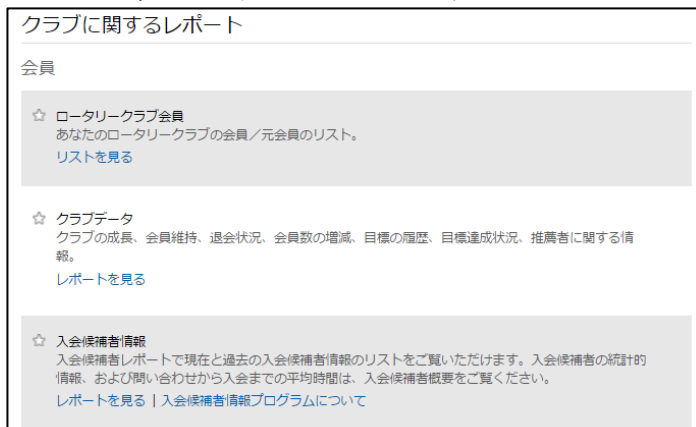 クラブに関するレポート
会員
☆ ロータリークラブ会員
あなたのロータリークラブの会員／元会員のリスト。
リストを見る
☆ クラブデータ
クラブの成長、会員維持、退会状況、会員数の増減、目標の履歴、目標達成状況、推薦者に関する情
報。
レポートを見る
☆ 入会候補者情報
入会候補者レポートで現在と過去の入会候補者情報のリストをご覧いただけます。入会候補者の統計的
情報、および問い合わせから入会までの平均時間は、入会候補者概要をご覧ください。
レポートを見る | 入会候補者情報プログラムについて